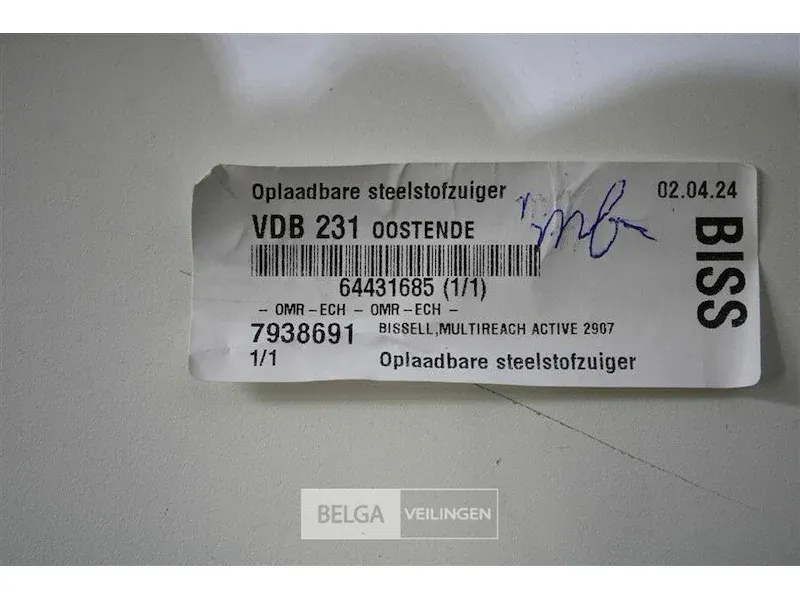 Oplaadbare steelstofzuiger
02.04.24
VDB 231 OOSTENDE
64431685 (1/1)
-- OMR-ECH - OMR-ECH -
7938691 BISSELL,MULTIREACH ACTIVE 2907
1/1 Oplaadbare steelstofzuiger
BISS
BELGA VEILINGEN